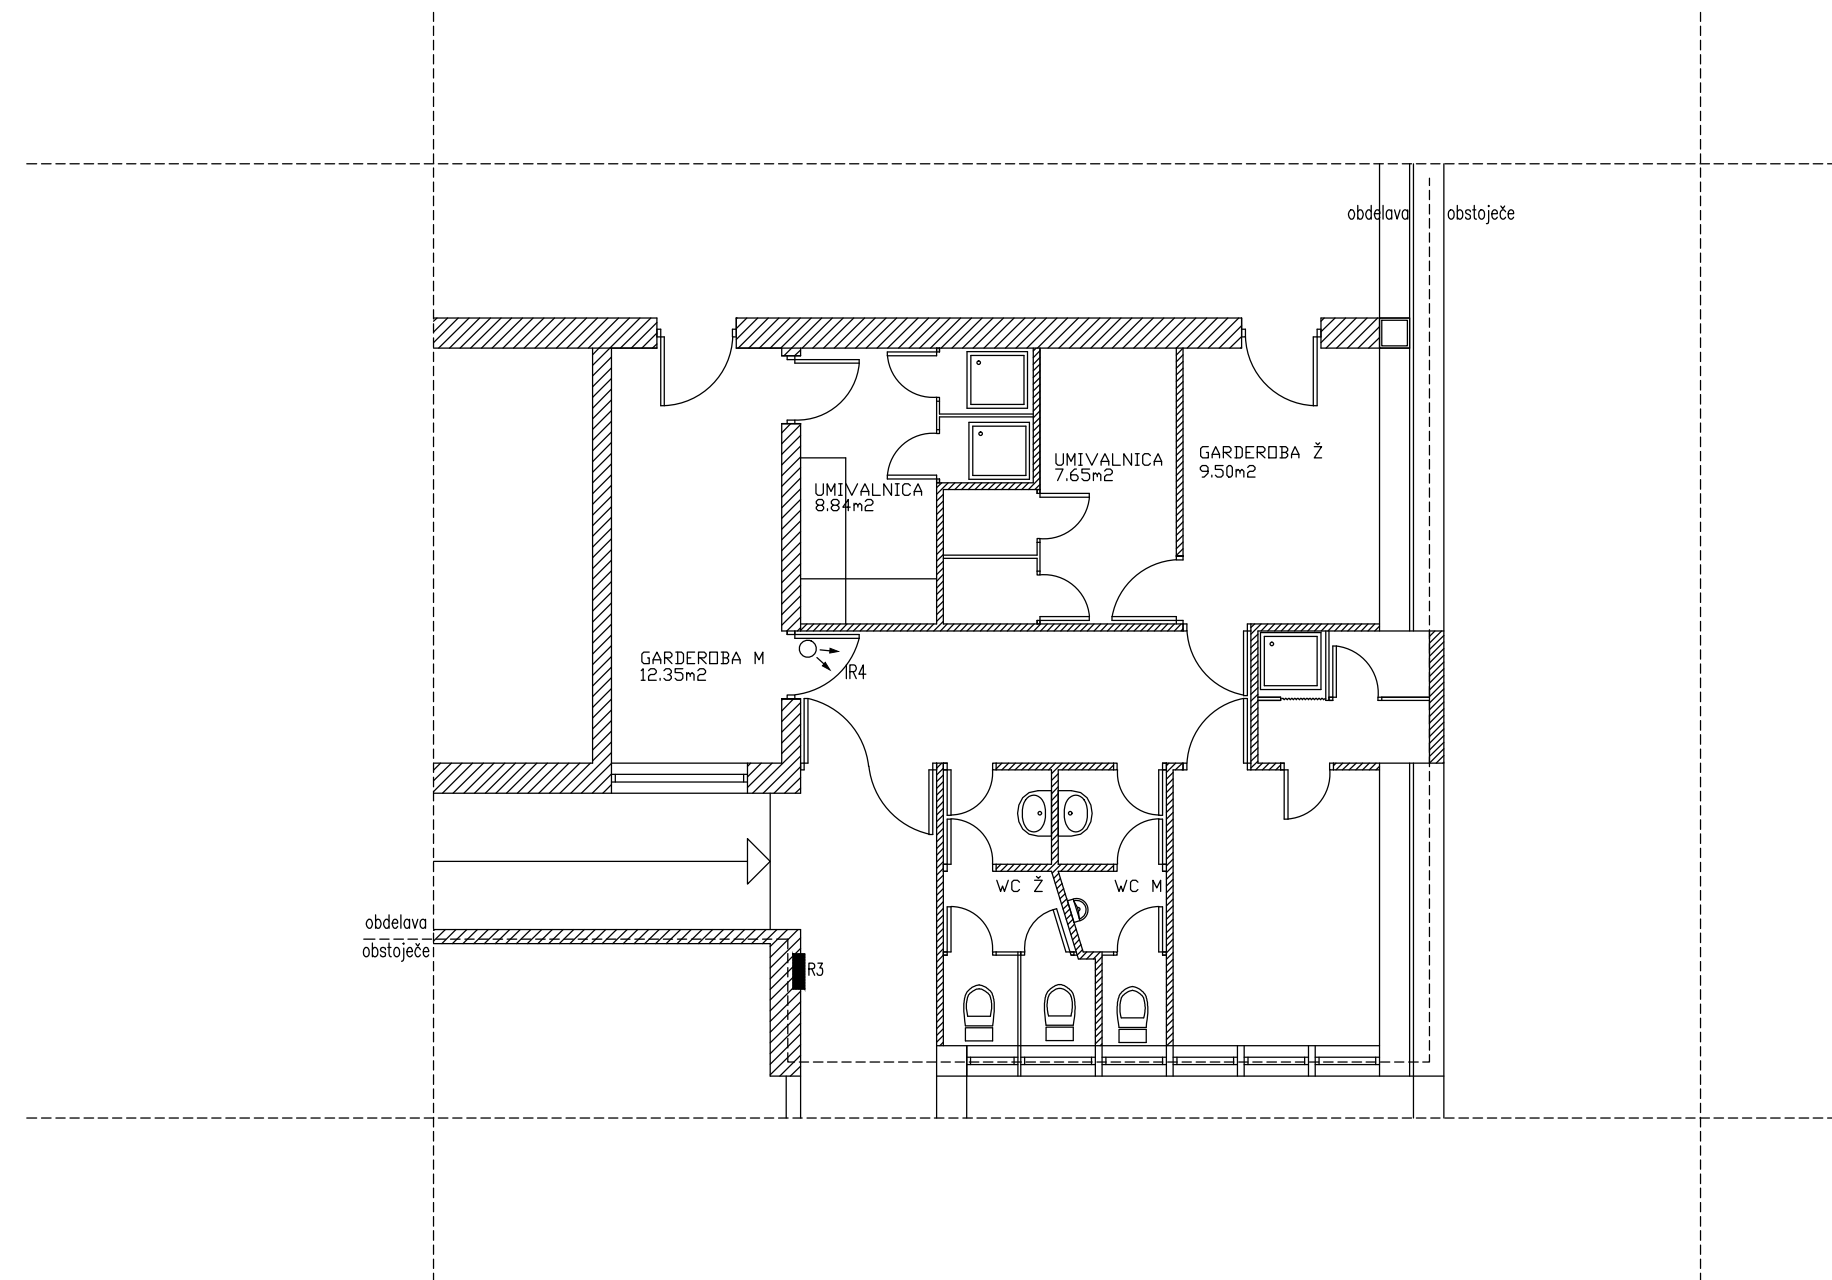 obdelava
obstoječe
GARDEROBA Ž
9.50m2
UMIVALNICA
7.65m2
UMIVALNICA
8.84m2
GARDEROBA M
12.35m2
IR4
WC Ž
WC M
obdelava
obstoječe
R3